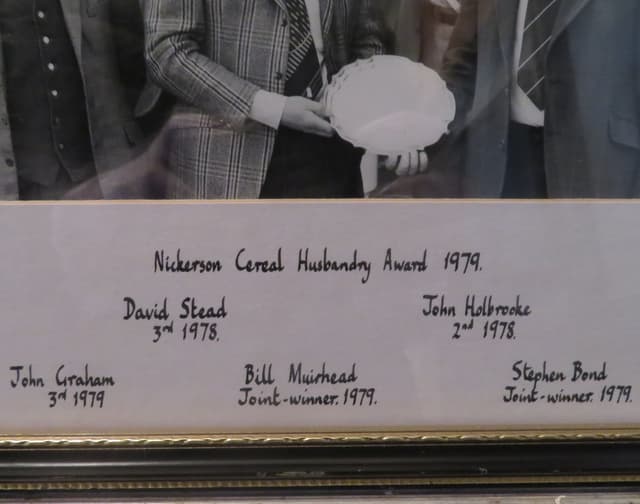 Nickerson Cereal Husbandry Award 1979.
David Stead John Holbrooke
3rd 1978. 2nd 1978.
John Graham Bill Muirhead Stephen Bond
3rd 1979 Joint-winner. 1979. Joint-winner. 1979.